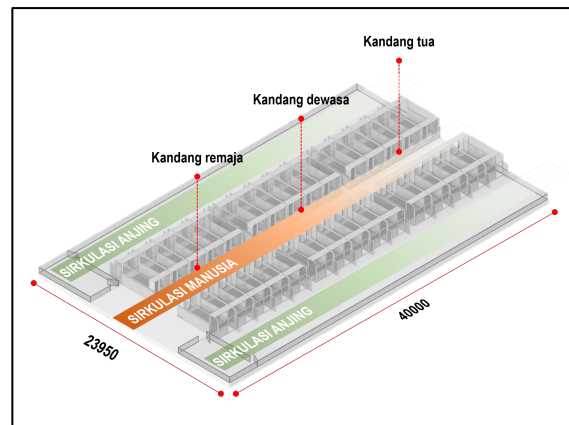 Kandang tua
Kandang dewasa
Kandang remaja
SIRKULASI ANJING
SIRKULASI MANUSIA
SIRKULASI ANJING
23950
40000